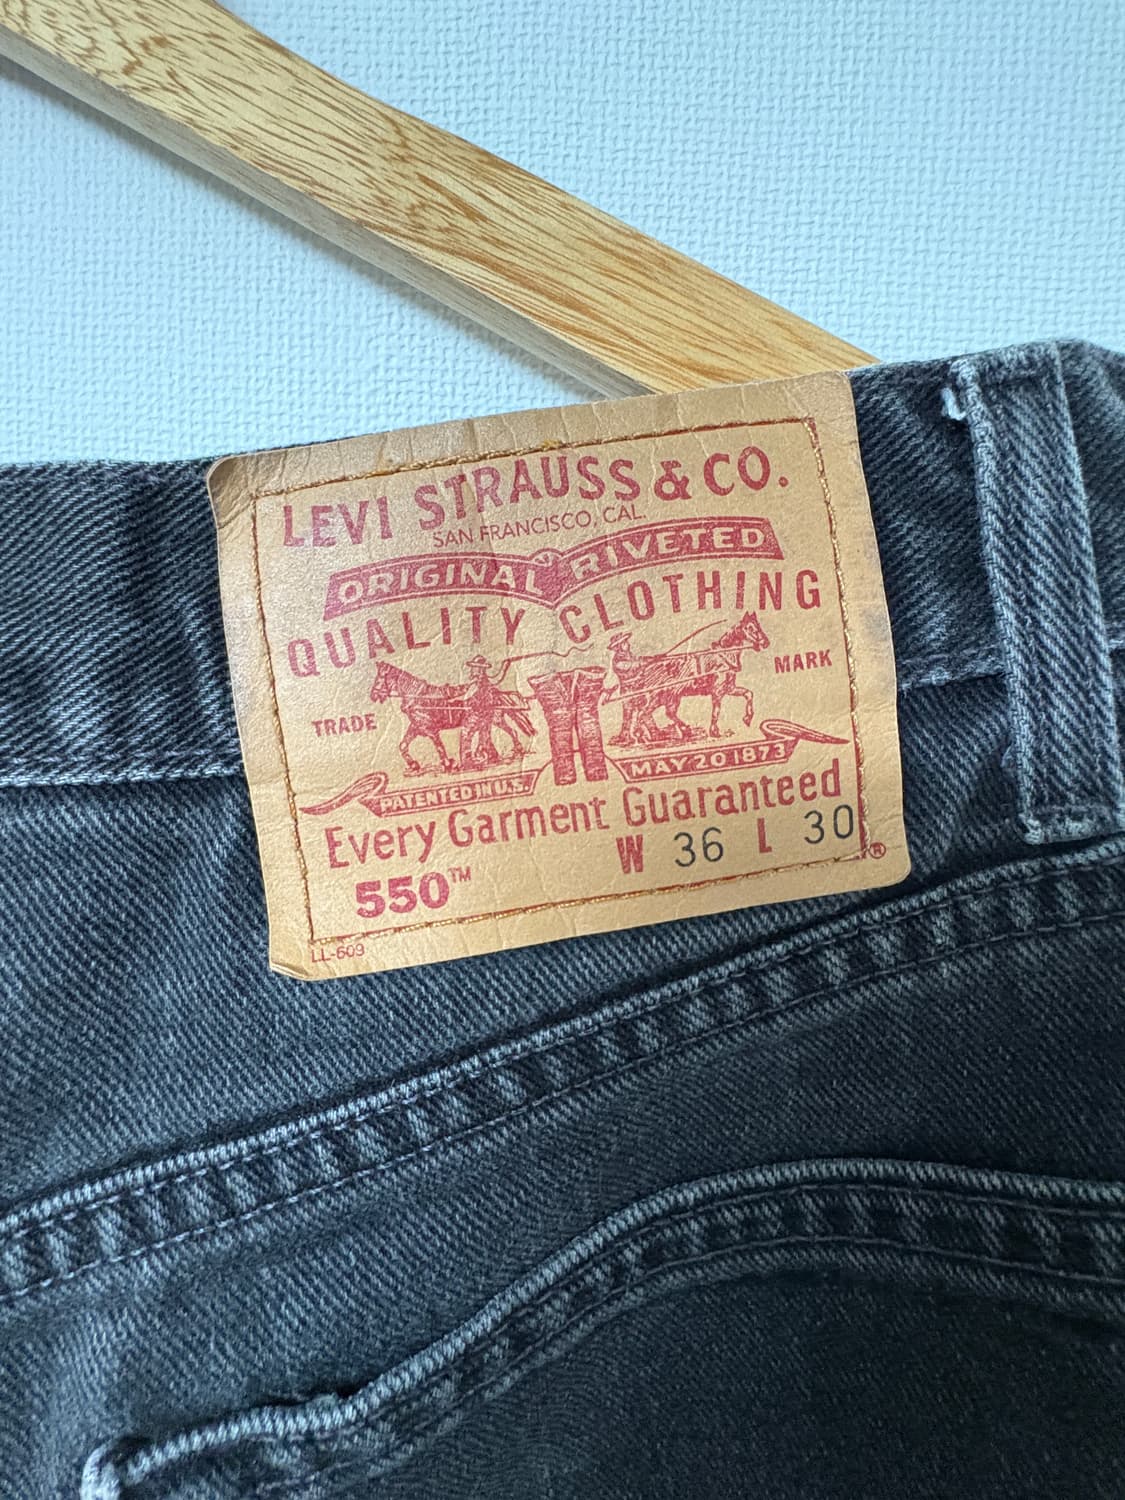 LEVI STRAUSS & CO.
SAN FRANCISCO, CAL.
ORIGINAL RIVETED
QUALITY CLOTHING
TRADE MARK
PATENTED IN U.S. MAY 20 1873
Every Garment Guaranteed
550™ W 36 L 30 ®
LL-609